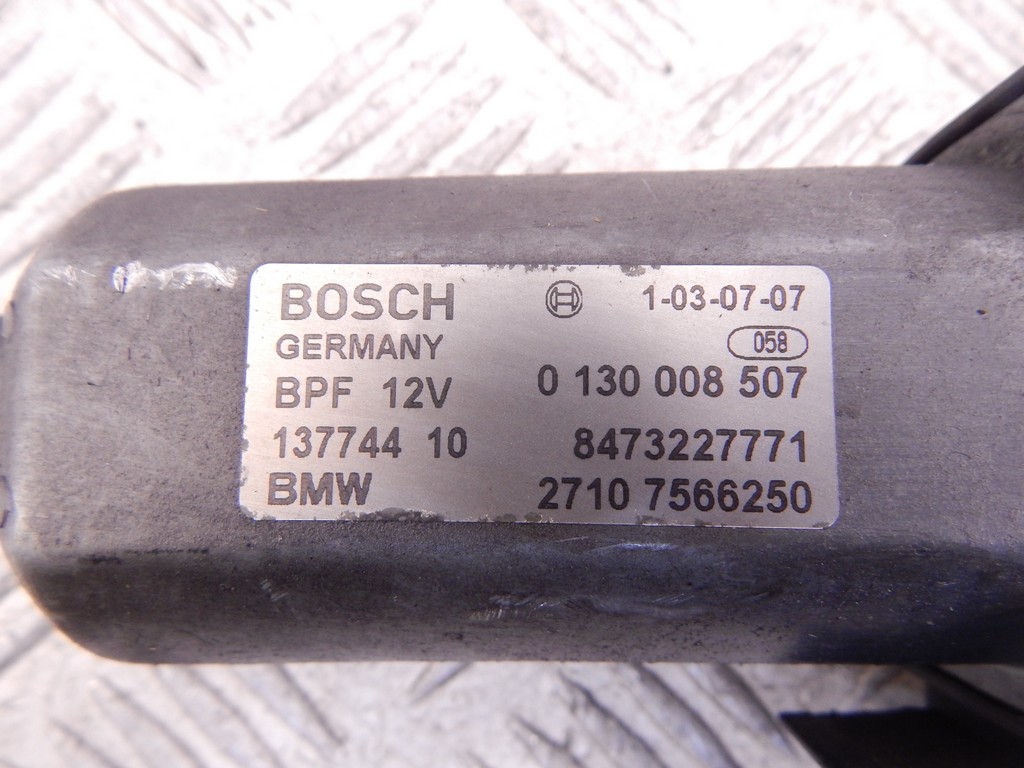 BOSCH 1-03-07-07
GERMANY 058
BPF 12V 0 130 008 507
137744 10 8473227771
BMW 2710 7566250